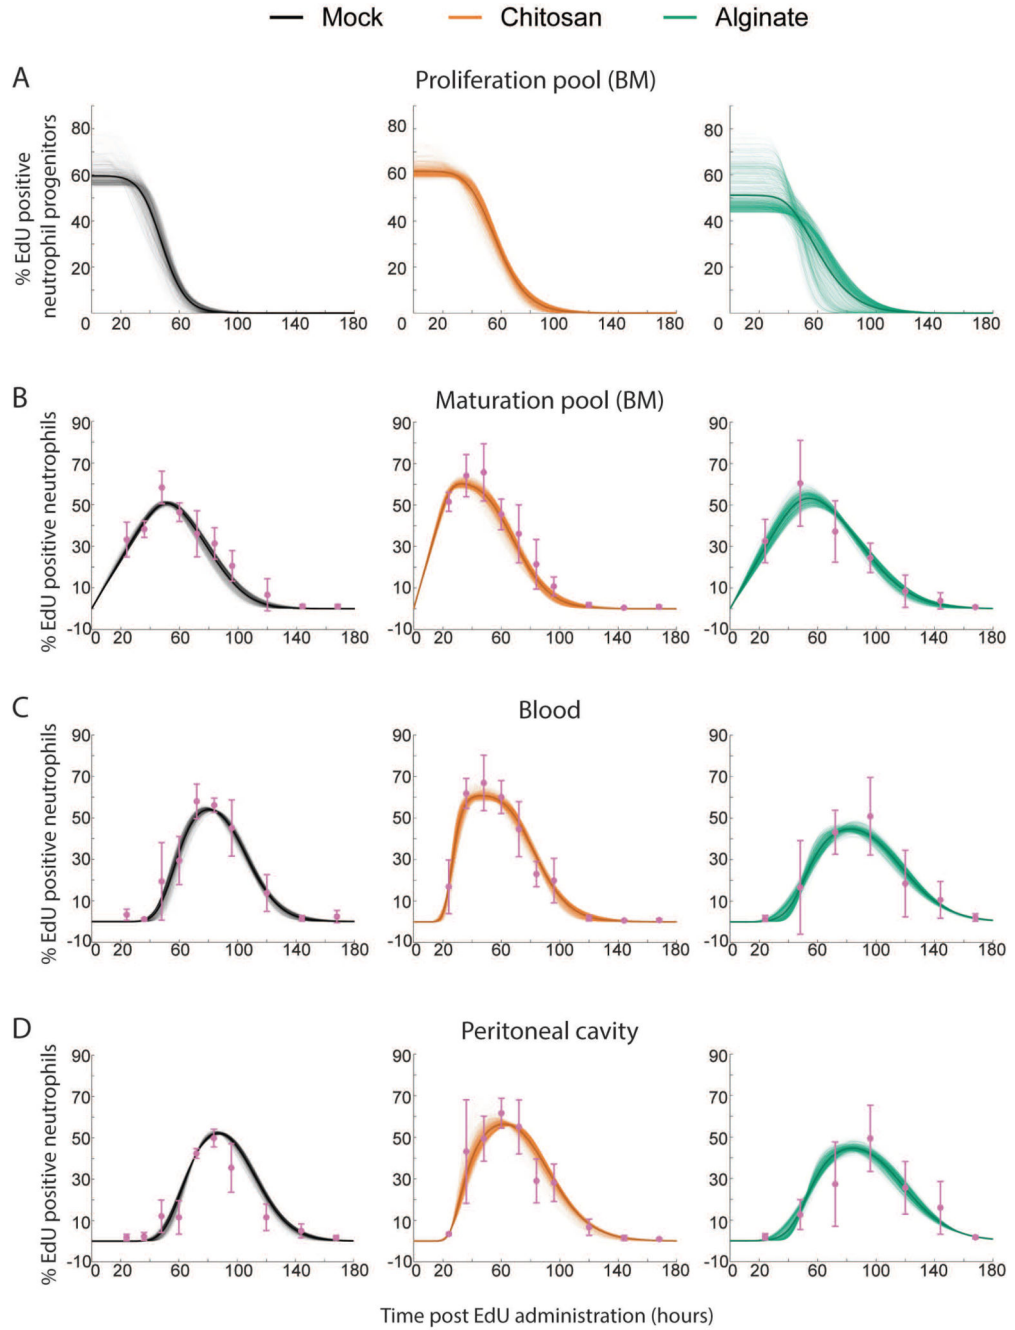 Mock Chitosan Alginate
A
Proliferation pool (BM)
% EdU positive
neutrophil progenitors
80 80 80
60 60 60
40 40 40
20 20 20
0 20 60 100 140 180 0 20 60 100 140 180 0 20 60 100 140 180
B
Maturation pool (BM)
% EdU positive neutrophils
90 90 90
70 70 70
50 50 50
30 30 30
10 10 10
-10 -10 -10
0 20 60 100 140 180 0 20 60 100 140 180 0 20 60 100 140 180
C
Blood
% EdU positive neutrophils
90 90 90
70 70 70
50 50 50
30 30 30
10 10 10
-10 -10 -10
0 20 60 100 140 180 0 20 60 100 140 180 0 20 60 100 140 180
D
Peritoneal cavity
% EdU positive neutrophils
90 90 90
70 70 70
50 50 50
30 30 30
10 10 10
-10 -10 -10
0 20 60 100 140 180 0 20 60 100 140 180 0 20 60 100 140 180
Time post EdU administration (hours)